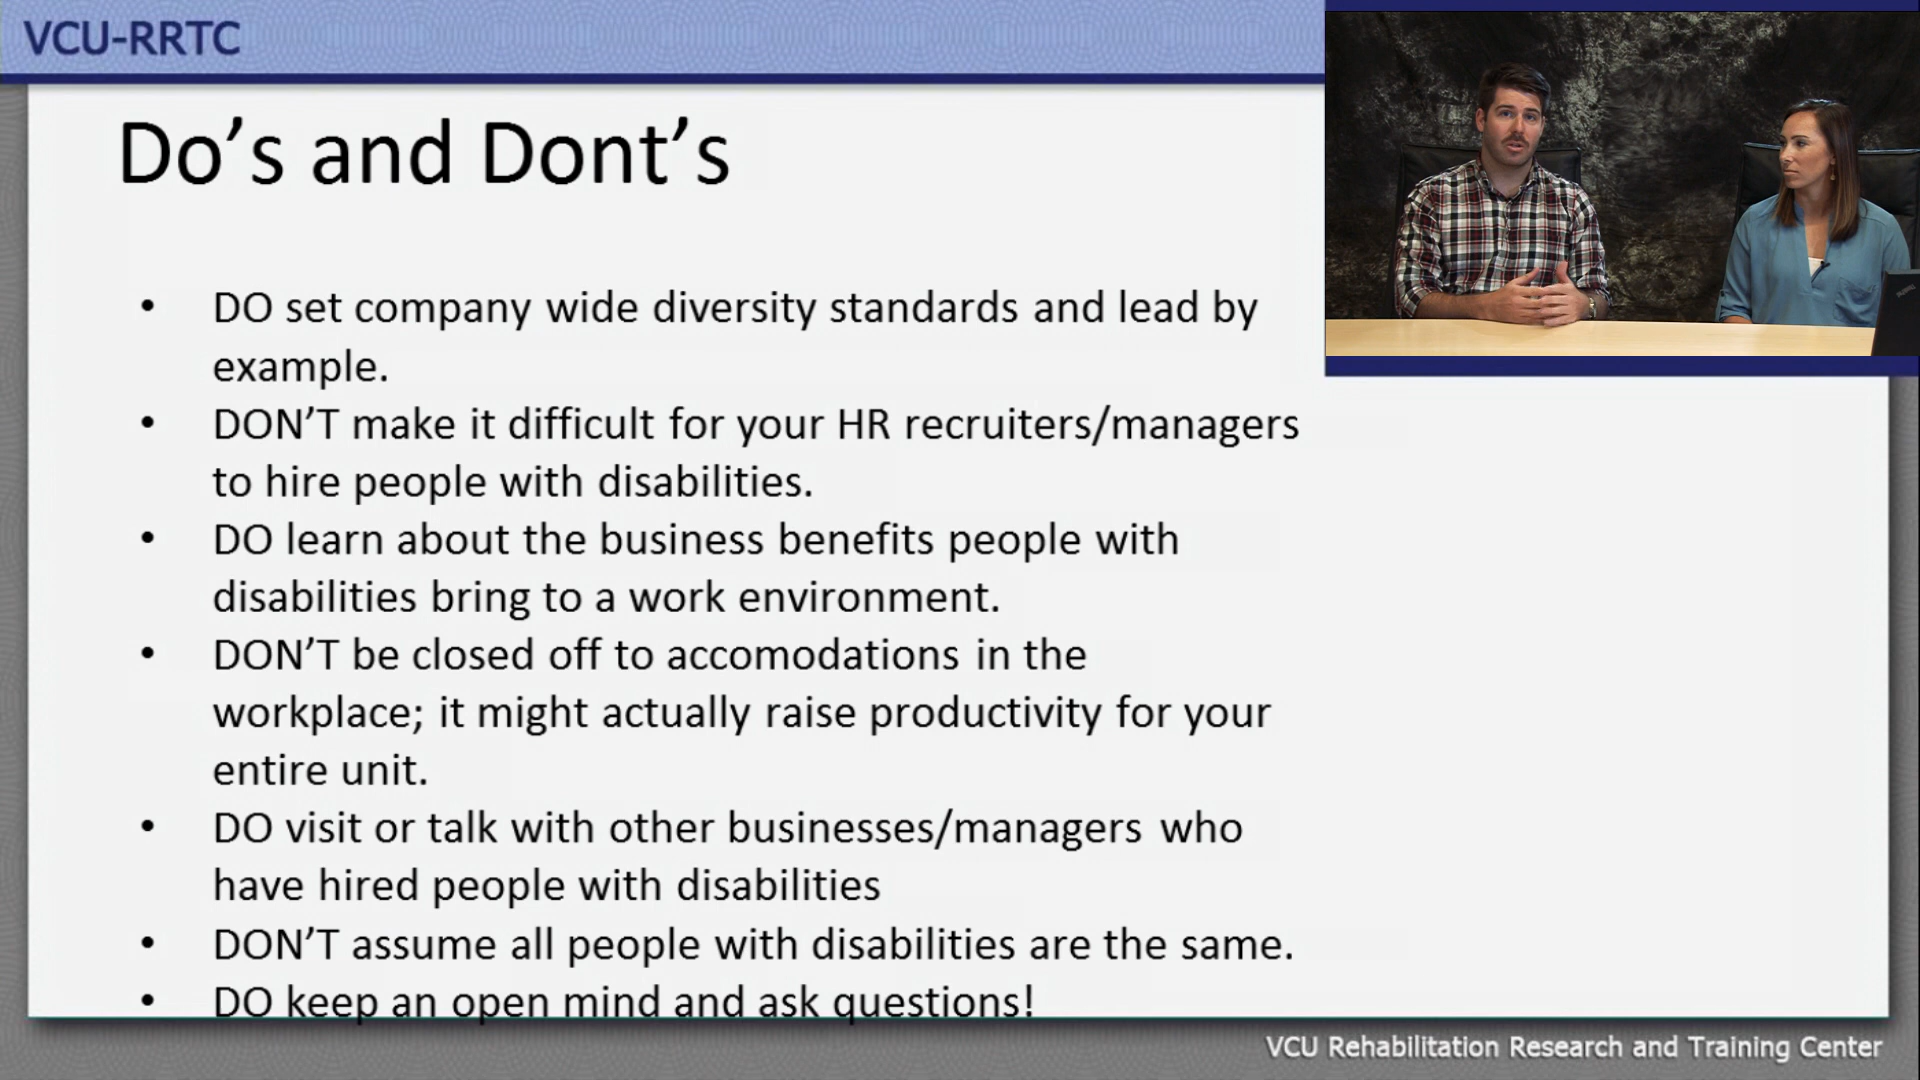 VCU-RRTC
Do’s and Dont’s
• DO set company wide diversity standards and lead by
example.
• DON’T make it difficult for your HR recruiters/managers
to hire people with disabilities.
• DO learn about the business benefits people with
disabilities bring to a work environment.
• DON’T be closed off to accomodations in the
workplace; it might actually raise productivity for your
entire unit.
• DO visit or talk with other businesses/managers who
have hired people with disabilities
• DON’T assume all people with disabilities are the same.
• DO keep an open mind and ask questions!
VCU Rehabilitation Research and Training Center